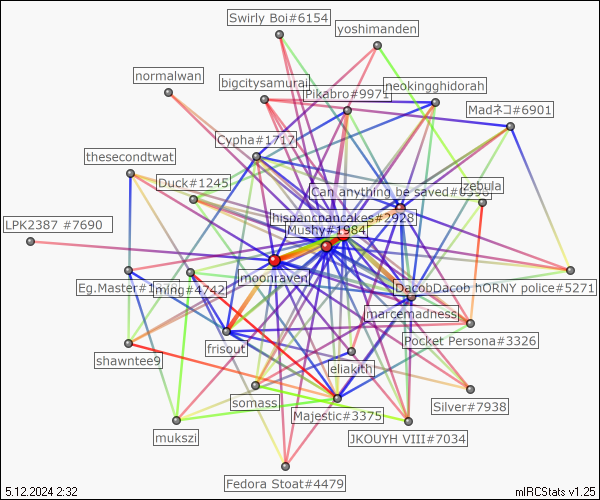 Swirly Boi#6154
yoshimanden
normalwan
bigcitysamurai
neokingghidorah
Pikabro#9971
Madネコ#6901
Cypha#1717
thesecondtwat
Duck#1245
Can anything be saved#0398
zebula
hispancpancakes#2928
LPK2387 #7690
Mushy#1984
moonraven
Eg.Master#1
ming#4742
DacobDacob hORNY police#5271
marcemadness
Pocket Persona#3326
frisout
shawntee9
eliakith
somass
Majestic#3375
Silver#7938
mukszi
JKOUYH VIII#7034
Fedora Stoat#4479
5.12.2024 2:32
mIRCStats v1.25